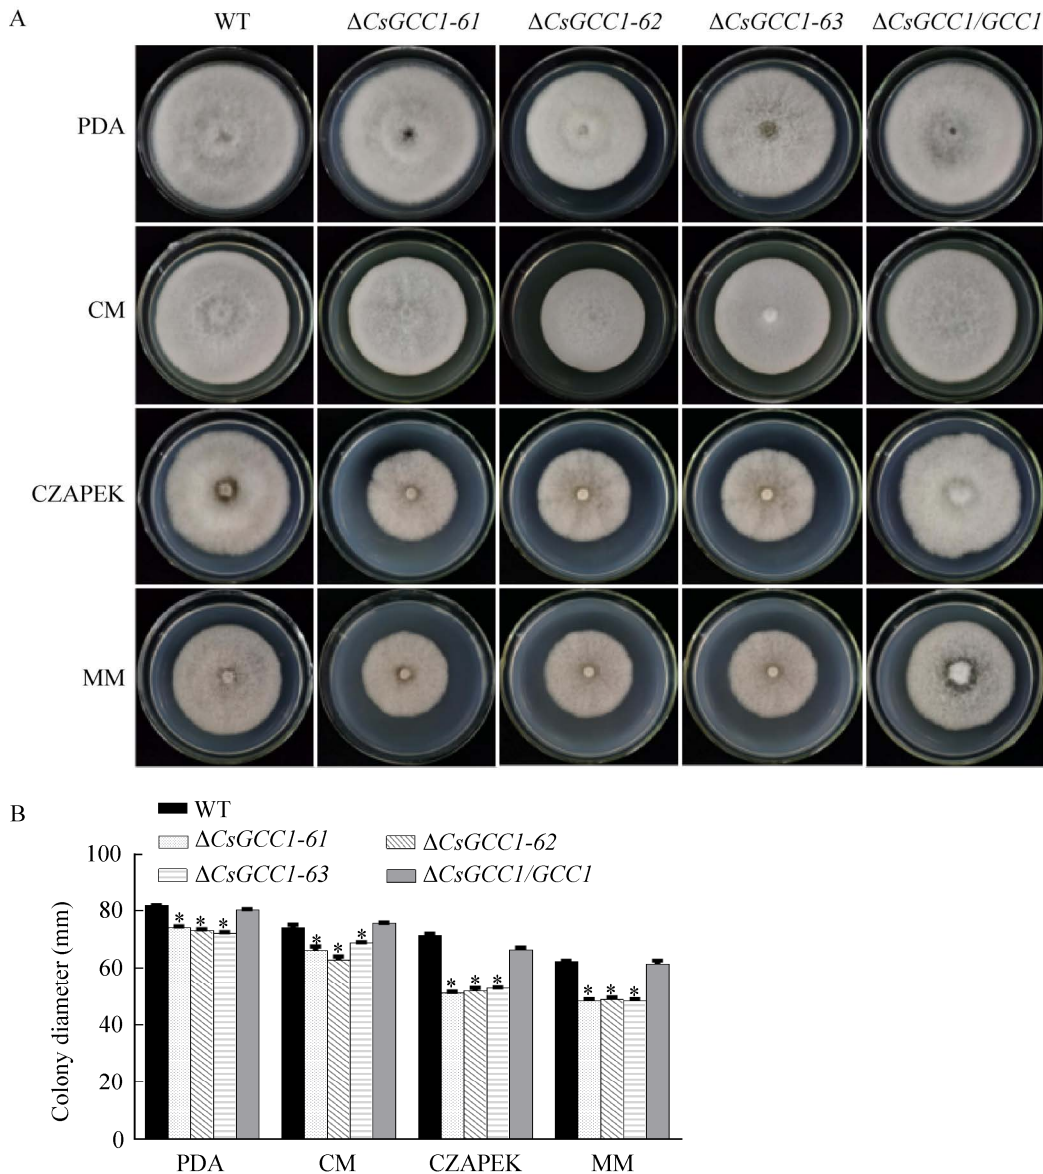 A
WT ΔCsGCC1-61 ΔCsGCC1-62 ΔCsGCC1-63 ΔCsGCC1/GCC1
PDA
CM
CZAPEK
MM
B
WT
ΔCsGCC1-61 ΔCsGCC1-62
ΔCsGCC1-63 ΔCsGCC1/GCC1
Colony diameter (mm)
100
80
60
40
20
0
* * *
* * *
* * *
* * *
PDA CM CZAPEK MM